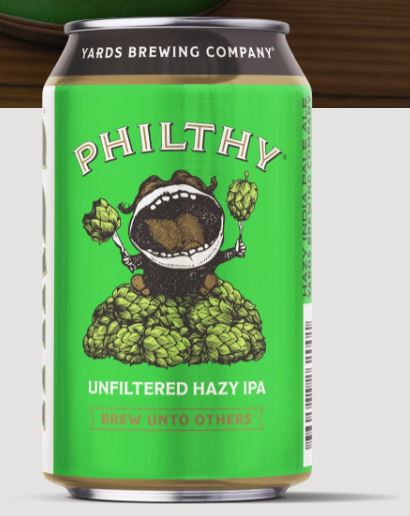 YARDS BREWING COMPANY®
PHILTHY
UNFILTERED HAZY IPA
BREW UNTO OTHERS
HAZY INDIA PALE ALE
YARDS BREWING COMPANY